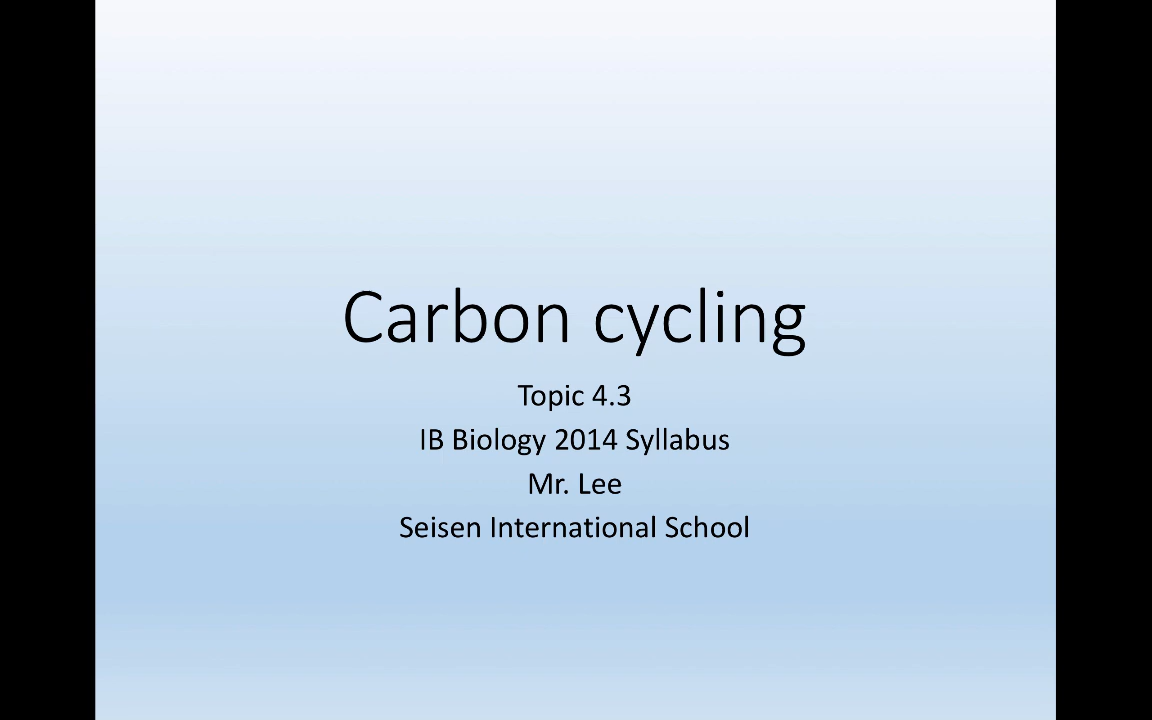 Carbon cycling
Topic 4.3
IB Biology 2014 Syllabus
Mr. Lee
Seisen International School